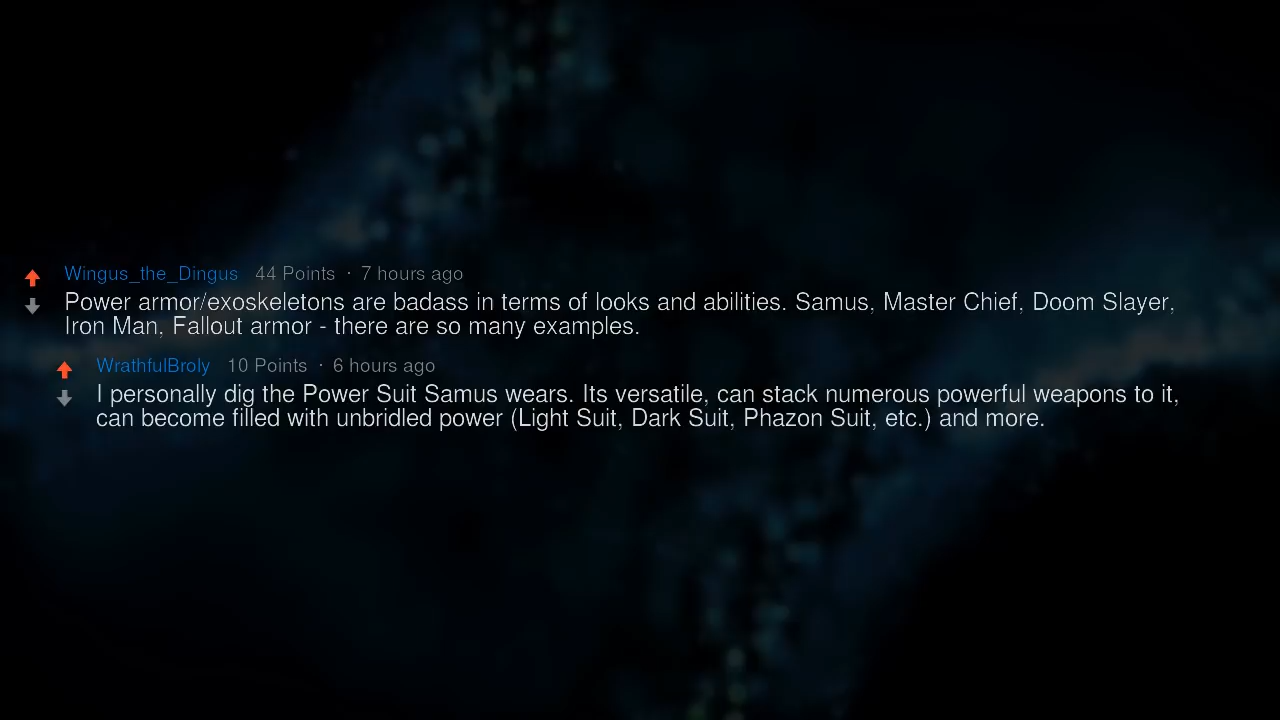 Wingus_the_Dingus 44 Points · 7 hours ago
Power armor/exoskeletons are badass in terms of looks and abilities. Samus, Master Chief, Doom Slayer,
Iron Man, Fallout armor - there are so many examples.
WrathfulBroly 10 Points · 6 hours ago
I personally dig the Power Suit Samus wears. Its versatile, can stack numerous powerful weapons to it,
can become filled with unbridled power (Light Suit, Dark Suit, Phazon Suit, etc.) and more.